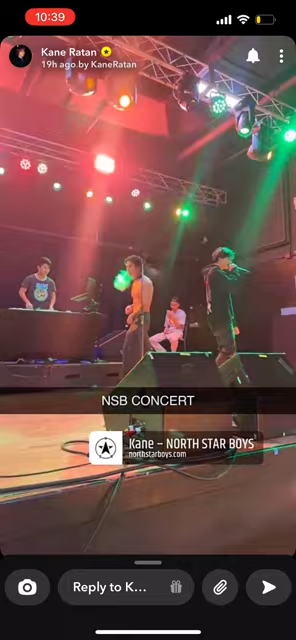 10:39
Kane Ratan
19h ago.by KaneRatan
NSB CONCERT
Kane – NORTH STAR BOYS
northstarboys.com
Reply to K...